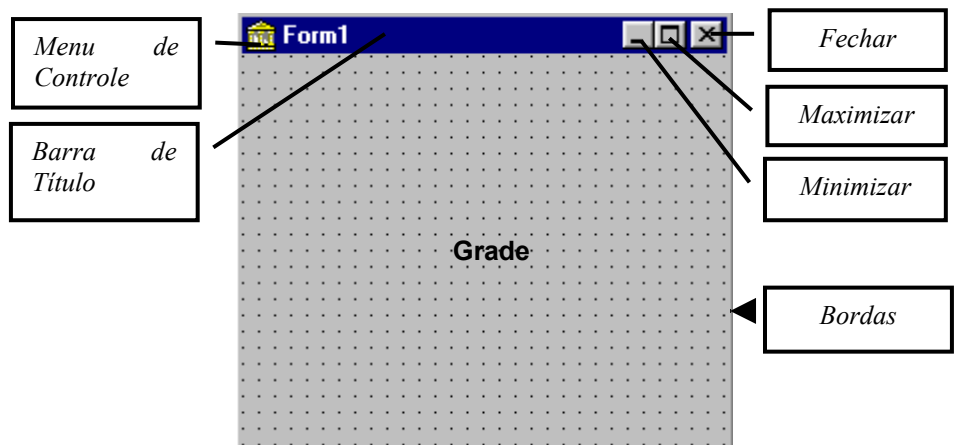 Menu de
Controle
Form1
Fechar
Maximizar
Barra de
Título
Minimizar
Grade
Bordas